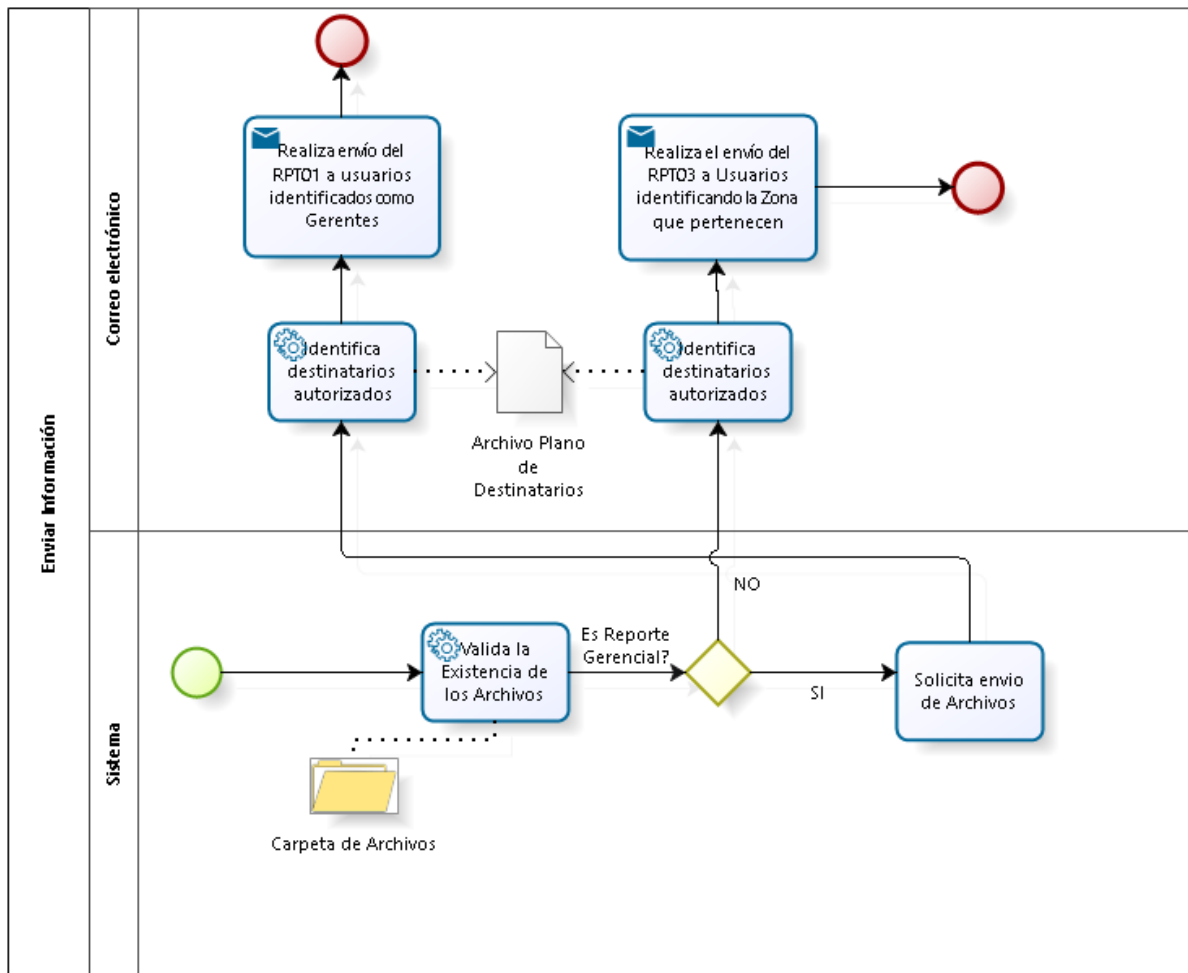 Enviar Información
Correo electrónico
Realiza envío del
RPT01 a usuarios
identificados como
Gerentes
Realiza el envío del
RPT03 a Usuarios
identificando la Zona
que pertenecen
Identifica
destinatarios
autorizados
Identifica
destinatarios
autorizados
Archivo Plano
de
Destinatarios
Sistema
NO
Es Reporte
Gerencial?
Valida la
Existencia de
los Archivos
SI
Solicita envio
de Archivos
Carpeta de Archivos